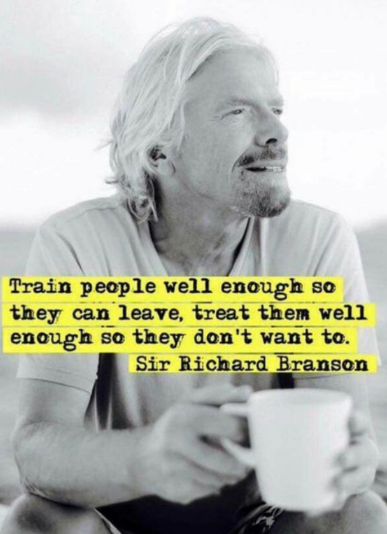 Train people well enough so
they can leave, treat them well
enough so they don't want to.
Sir Richard Branson